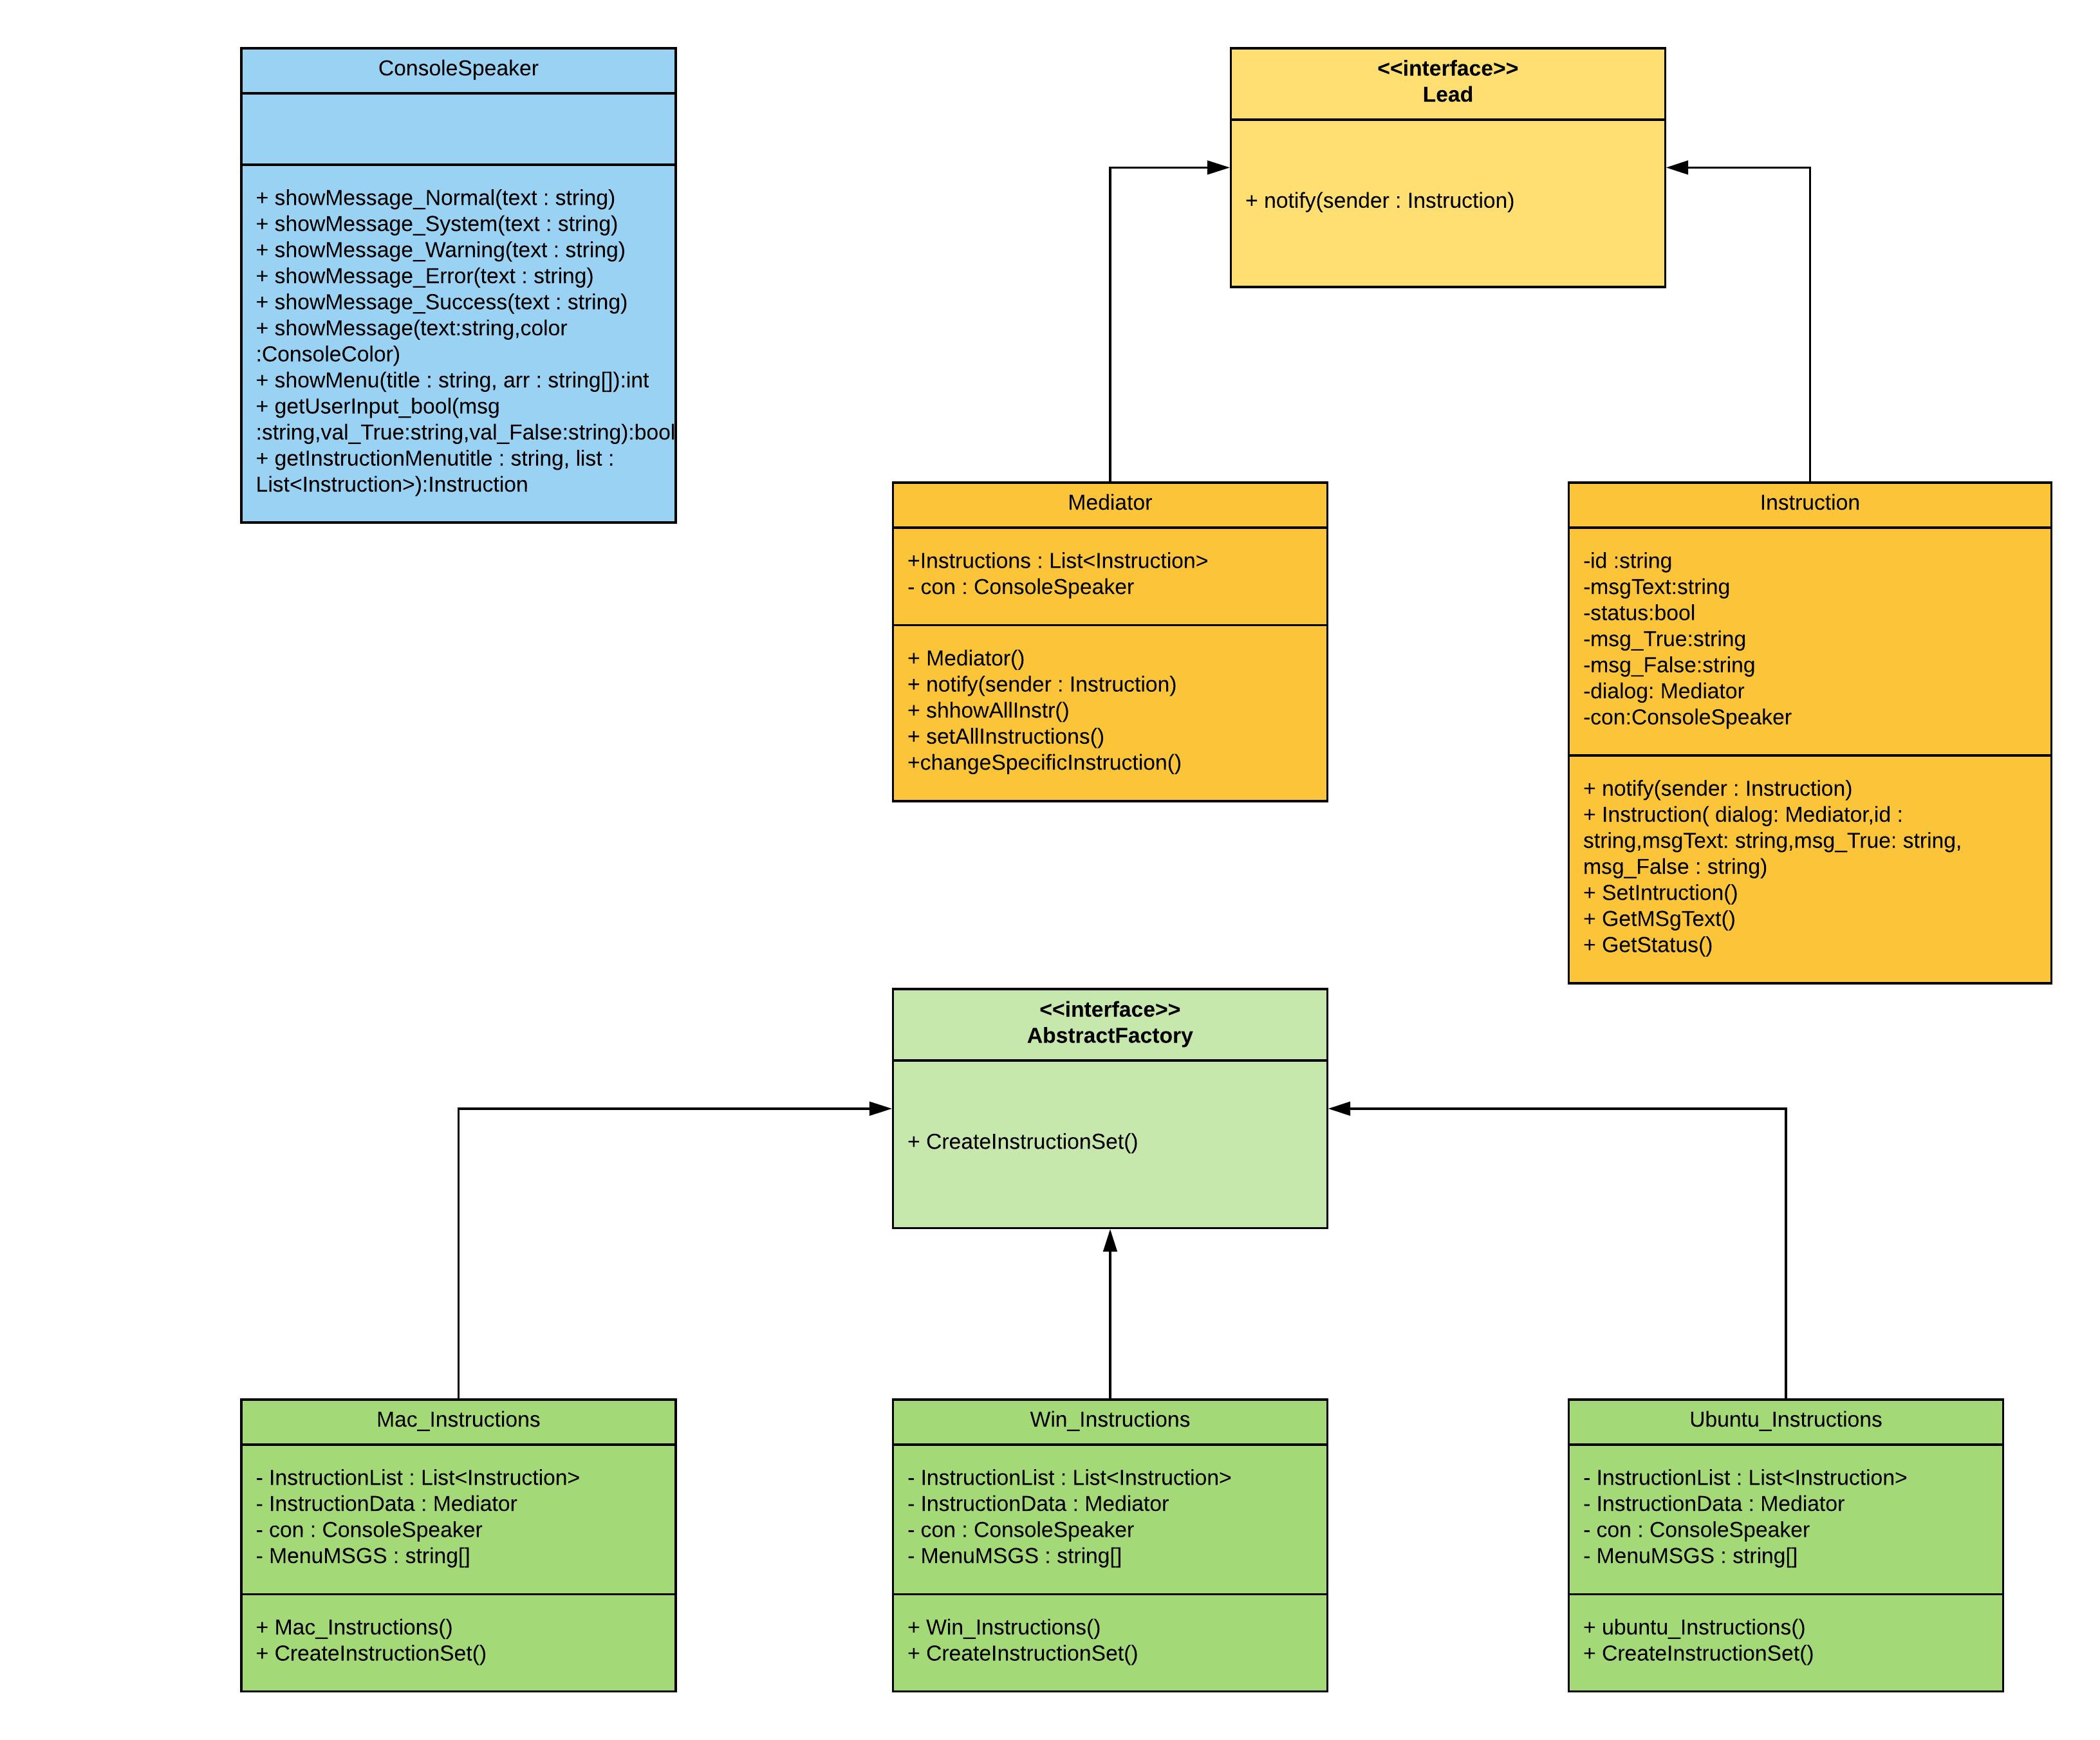 ConsoleSpeaker
+ showMessage_Normal(text : string)
+ showMessage_System(text : string)
+ showMessage_Warning(text : string)
+ showMessage_Error(text : string)
+ showMessage_Success(text : string)
+ showMessage(text:string,color
:ConsoleColor)
+ showMenu(title : string, arr : string[]):int
+ getUserInput_bool(msg
:string,val_True:string,val_False:string):bool
+ getInstructionMenutitle : string, list :
List<Instruction>):Instruction
<<interface>>
Lead
+ notify(sender : Instruction)
Mediator
+Instructions : List<Instruction>
- con : ConsoleSpeaker
+ Mediator()
+ notify(sender : Instruction)
+ shhowAllInstr()
+ setAllInstructions()
+changeSpecificInstruction()
Instruction
-id :string
-msgText:string
-status:bool
-msg_True:string
-msg_False:string
-dialog: Mediator
-con:ConsoleSpeaker
+ notify(sender : Instruction)
+ Instruction( dialog: Mediator,id :
string,msgText: string,msg_True: string,
msg_False : string)
+ SetIntruction()
+ GetMSgText()
+ GetStatus()
<<interface>>
AbstractFactory
+ CreateInstructionSet()
Mac_Instructions
- InstructionList : List<Instruction>
- InstructionData : Mediator
- con : ConsoleSpeaker
- MenuMSGS : string[]
+ Mac_Instructions()
+ CreateInstructionSet()
Win_Instructions
- InstructionList : List<Instruction>
- InstructionData : Mediator
- con : ConsoleSpeaker
- MenuMSGS : string[]
+ Win_Instructions()
+ CreateInstructionSet()
Ubuntu_Instructions
- InstructionList : List<Instruction>
- InstructionData : Mediator
- con : ConsoleSpeaker
- MenuMSGS : string[]
+ ubuntu_Instructions()
+ CreateInstructionSet()